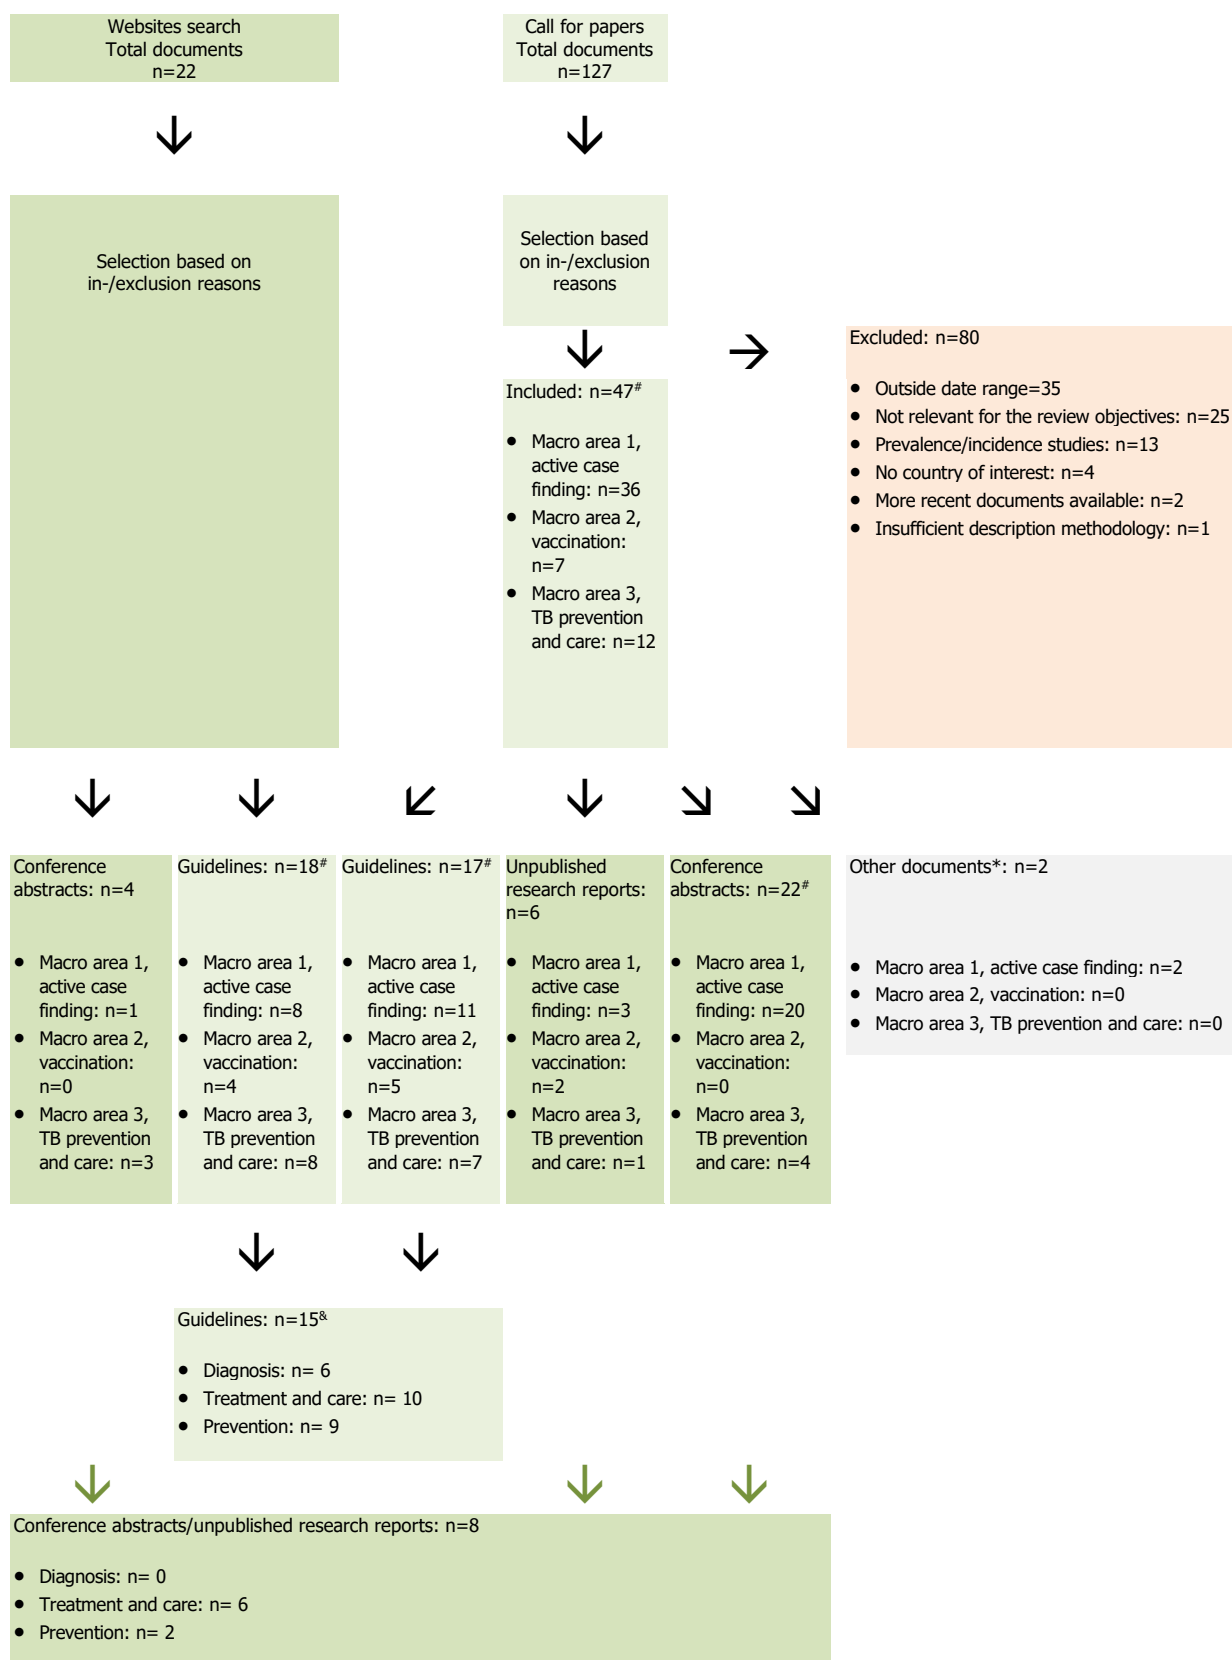 Websites search
Total documents
n=22
Call for papers
Total documents
n=127
Selection based on
in-/exclusion reasons
Selection based
on in-/exclusion
reasons
Included: n=47#
• Macro area 1,
active case
finding: n=36
• Macro area 2,
vaccination:
n=7
• Macro area 3,
TB prevention
and care: n=12
Excluded: n=80
• Outside date range=35
• Not relevant for the review objectives: n=25
• Prevalence/incidence studies: n=13
• No country of interest: n=4
• More recent documents available: n=2
• Insufficient description methodology: n=1
Conference
abstracts: n=4
• Macro area 1,
active case
finding: n=1
• Macro area 2,
vaccination:
n=0
• Macro area 3,
TB prevention
and care: n=3
Guidelines: n=18#
• Macro area 1,
active case
finding: n=8
• Macro area 2,
vaccination:
n=4
• Macro area 3,
TB prevention
and care: n=8
Guidelines: n=17#
• Macro area 1,
active case
finding: n=11
• Macro area 2,
vaccination:
n=5
• Macro area 3,
TB prevention
and care: n=7
Unpublished
research reports:
n=6
• Macro area 1,
active case
finding: n=3
• Macro area 2,
vaccination:
n=2
• Macro area 3,
TB prevention
and care: n=1
Conference
abstracts: n=22#
• Macro area 1,
active case
finding: n=20
• Macro area 2,
vaccination:
n=0
• Macro area 3,
TB prevention
and care: n=4
Other documents*: n=2
• Macro area 1, active case finding: n=2
• Macro area 2, vaccination: n=0
• Macro area 3, TB prevention and care: n=0
Guidelines: n=15&
• Diagnosis: n= 6
• Treatment and care: n= 10
• Prevention: n= 9
Conference abstracts/unpublished research reports: n=8
• Diagnosis: n= 0
• Treatment and care: n= 6
• Prevention: n= 2